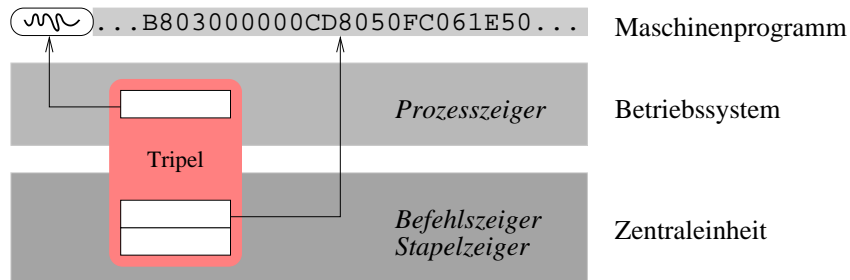 ...B803000000CD8050FC061E50... Maschinenprogramm
Prozesszeiger Betriebssystem
Tripel
Befehlszeiger
Stapelzeiger
Zentraleinheit